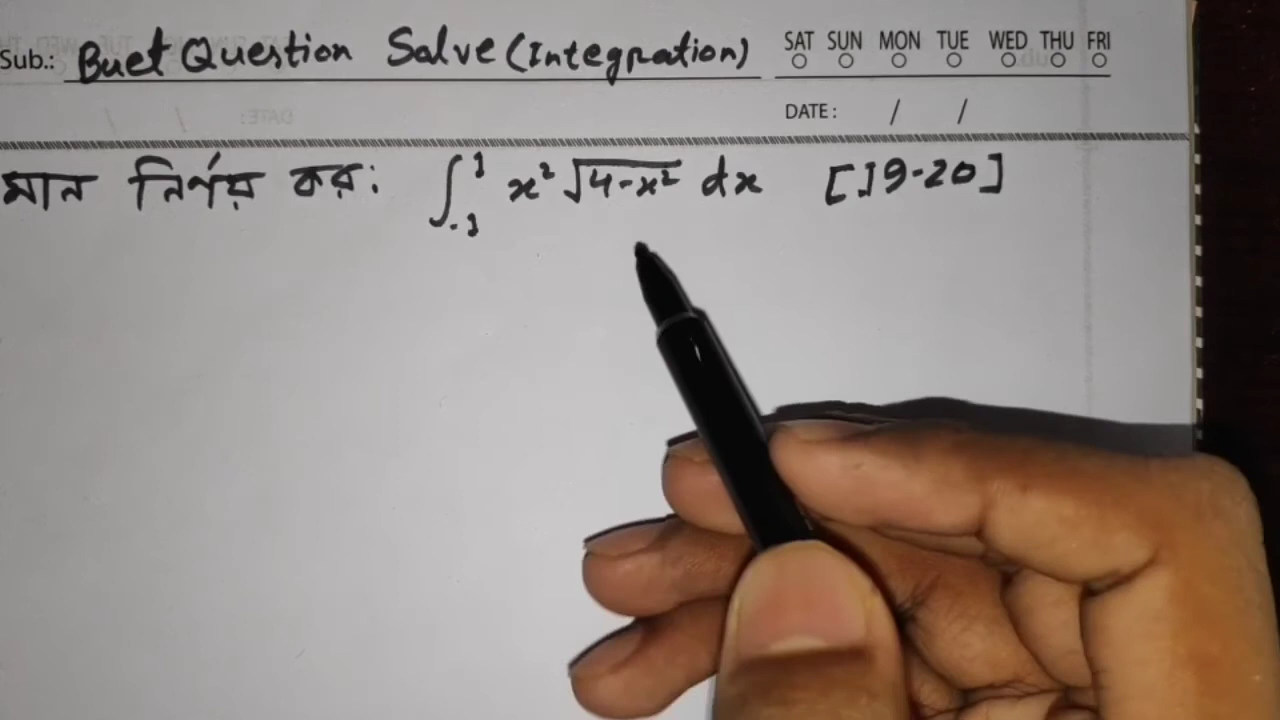 Sub.: Buet Question Solve (Integration) SAT SUN MON TUE WED THU FRI
DATE: / /
মান নির্ণয় কর: ∫₋₁¹ x² √(4-x²) dx [19-20]